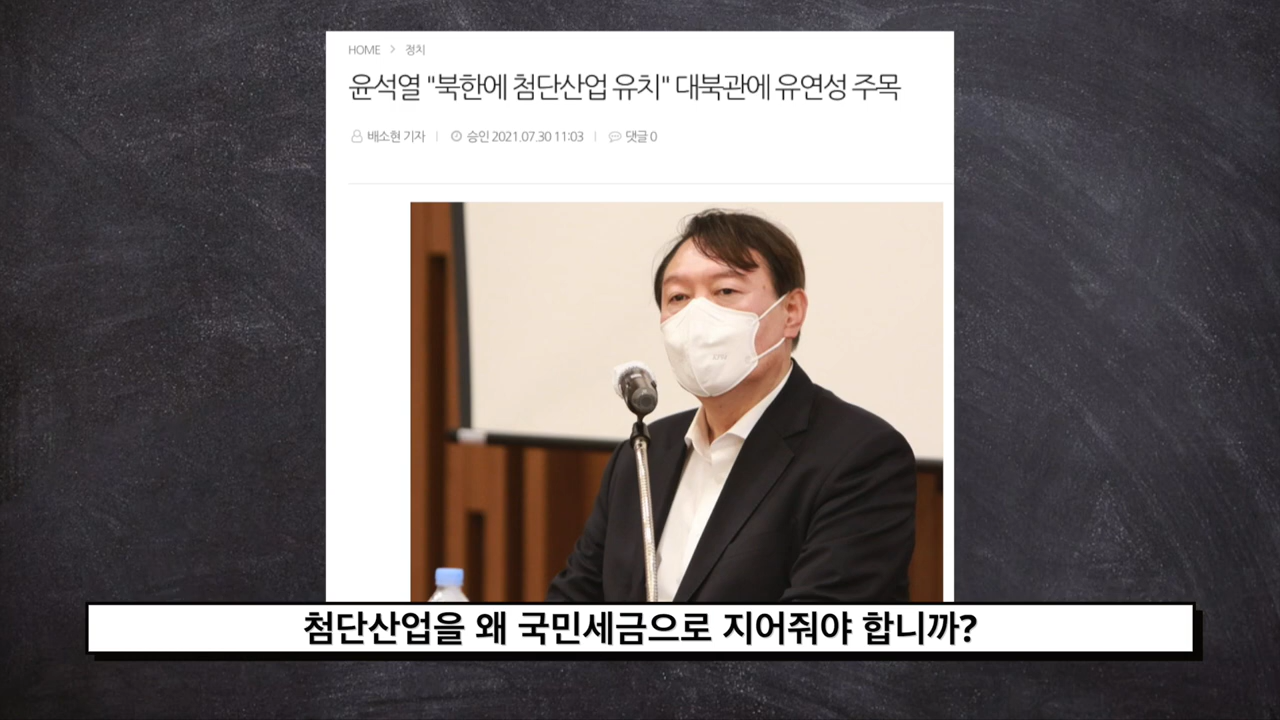 HOME > 정치
윤석열 "북한에 첨단산업 유치" 대북관에 유연성 주목
배소현 기자 | 승인 2021.07.30 11:03 | 댓글 0
첨단산업을 왜 국민세금으로 지어줘야 합니까?